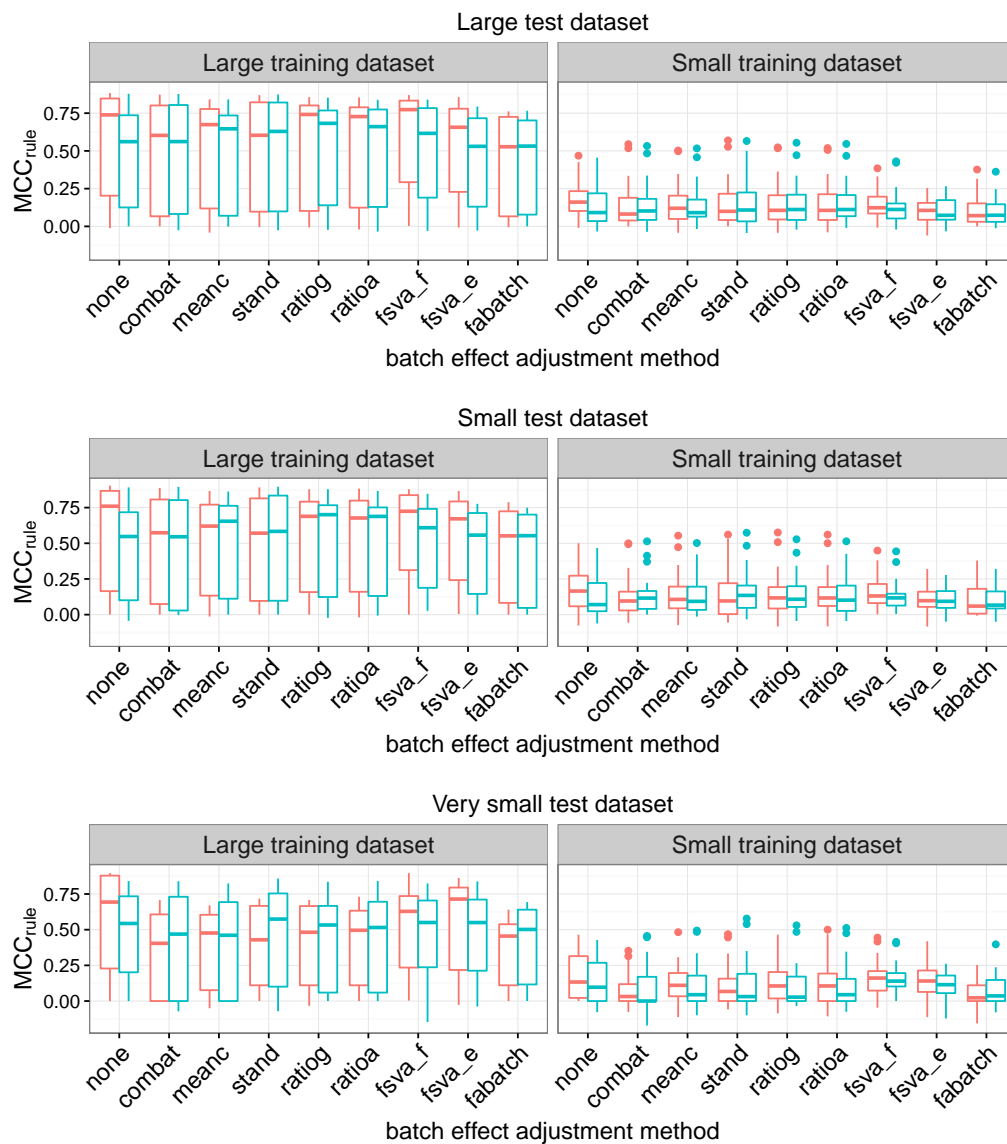 Large test dataset
Large training dataset
Small training dataset
MCCrule
0.75
0.50
0.25
0.00
none
combat
meanc
stand
ratiog
ratioa
fsva_f
fsva_e
fabatch
none
combat
meanc
stand
ratiog
ratioa
fsva_f
fsva_e
fabatch
batch effect adjustment method
Small test dataset
Large training dataset
Small training dataset
MCCrule
0.75
0.50
0.25
0.00
none
combat
meanc
stand
ratiog
ratioa
fsva_f
fsva_e
fabatch
none
combat
meanc
stand
ratiog
ratioa
fsva_f
fsva_e
fabatch
batch effect adjustment method
Very small test dataset
Large training dataset
Small training dataset
MCCrule
0.75
0.50
0.25
0.00
none
combat
meanc
stand
ratiog
ratioa
fsva_f
fsva_e
fabatch
none
combat
meanc
stand
ratiog
ratioa
fsva_f
fsva_e
fabatch
batch effect adjustment method